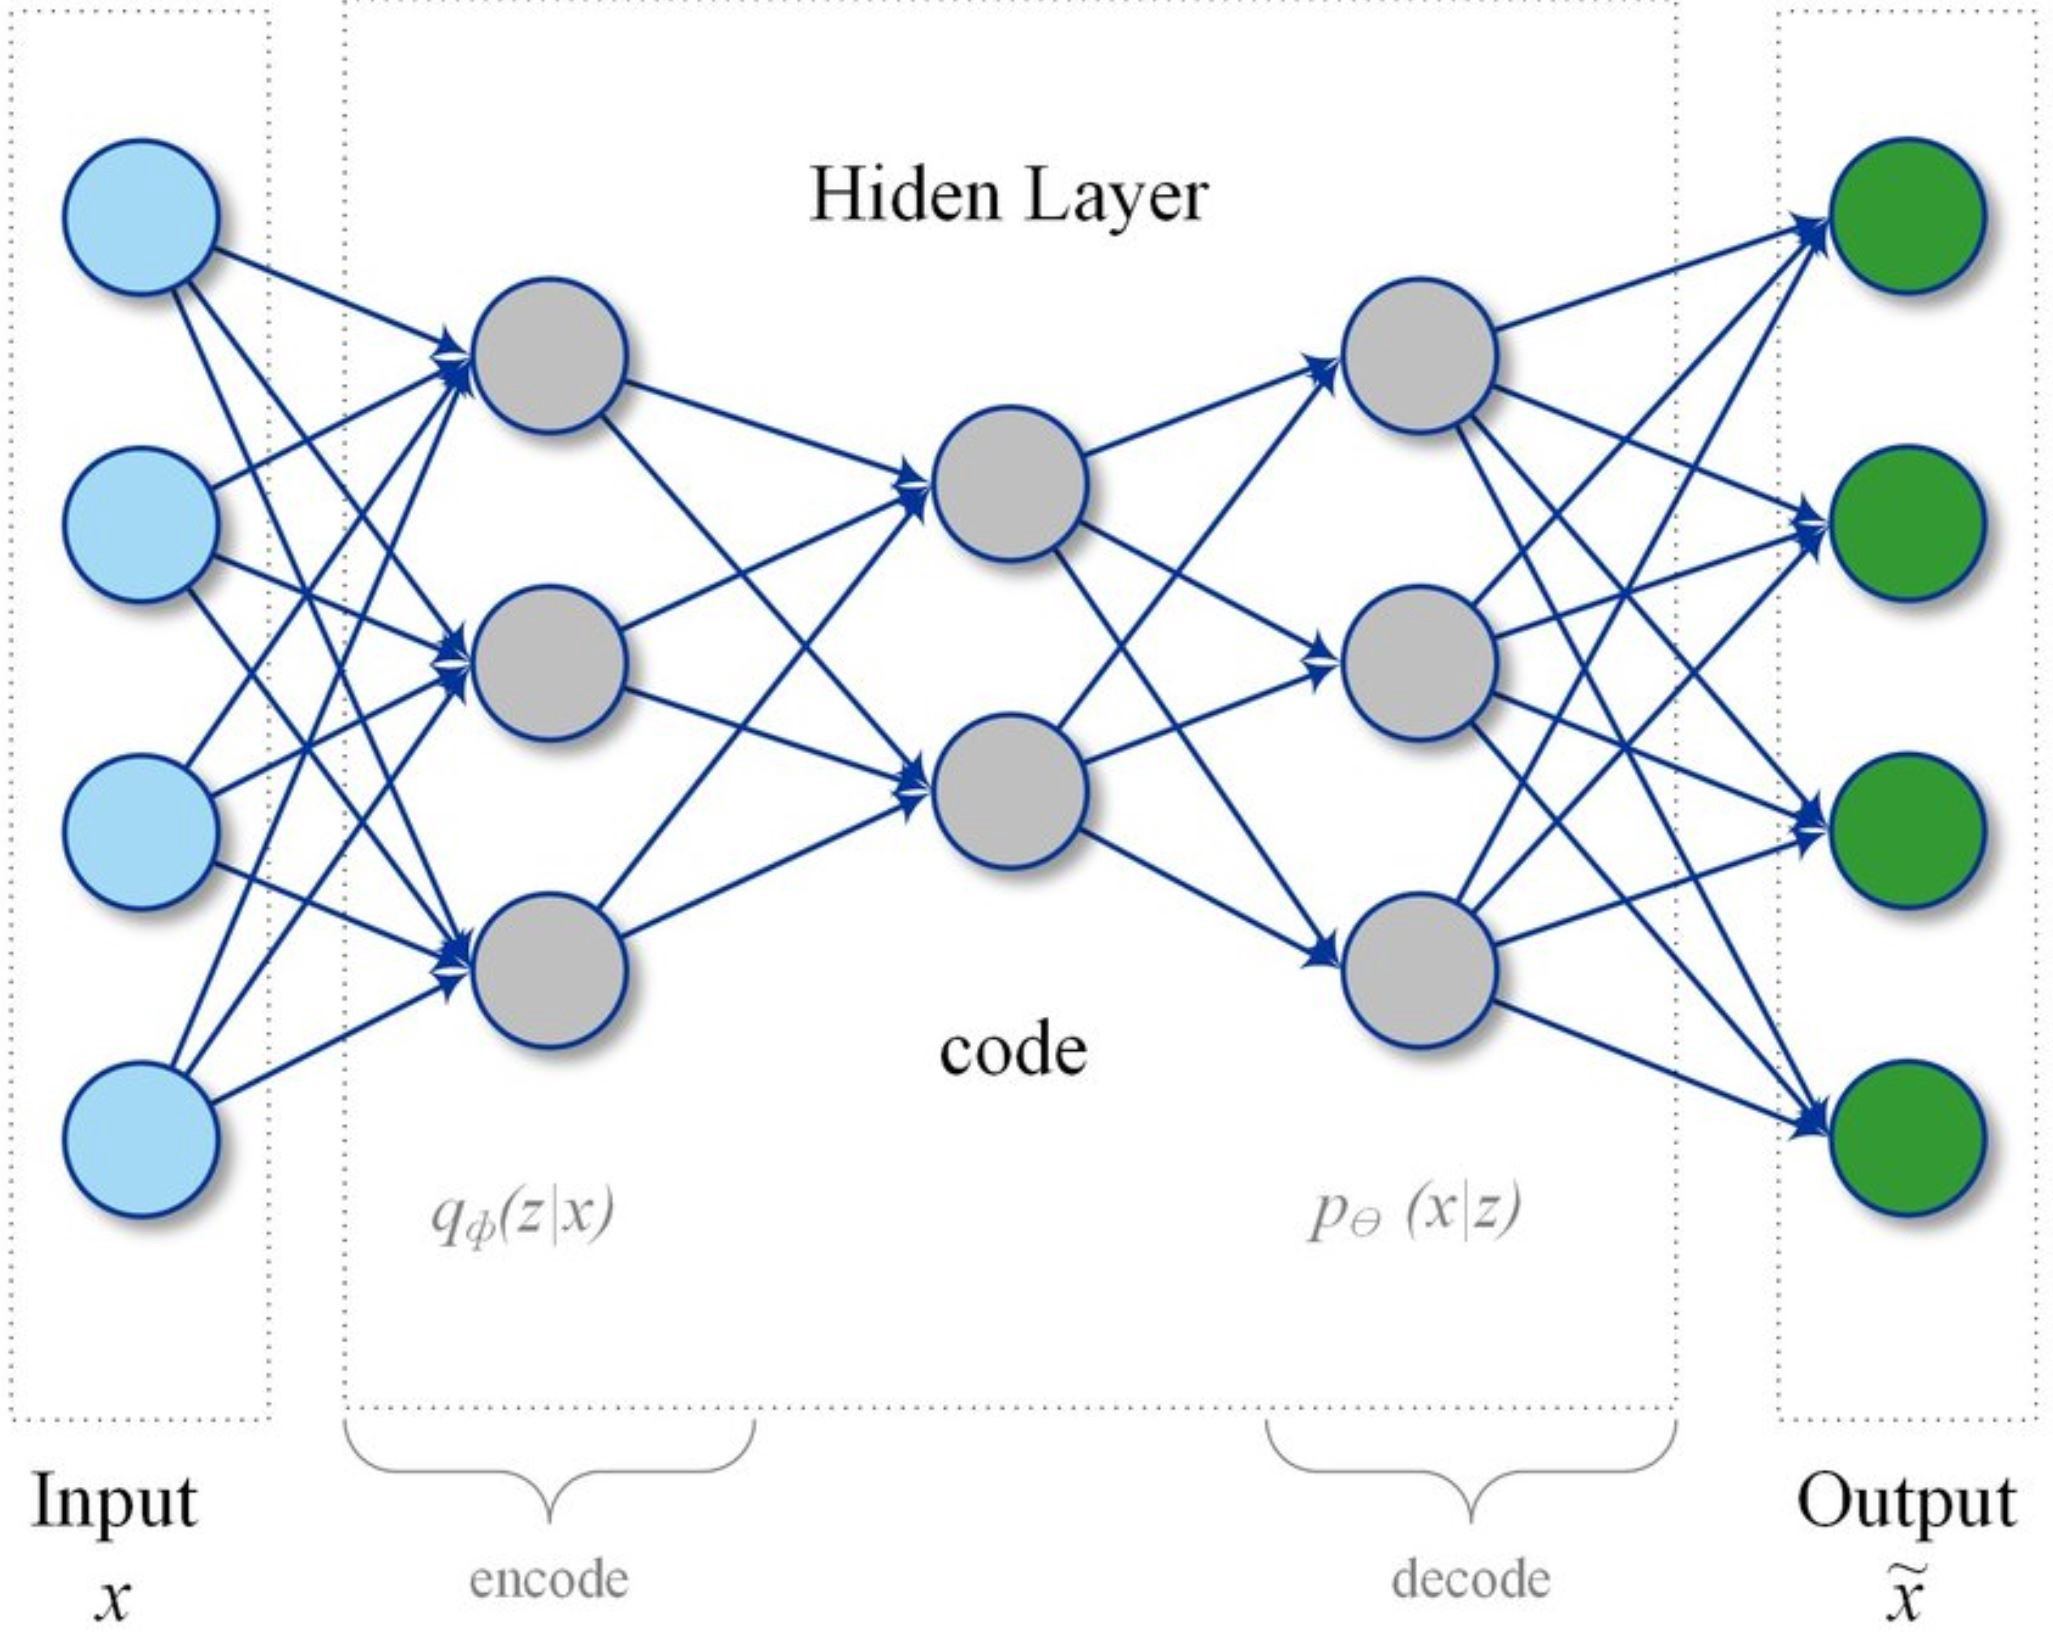 Hiden Layer
code
qϕ(z|x)
pΘ (x|z)
Input
x
encode
decode
Output
x̃